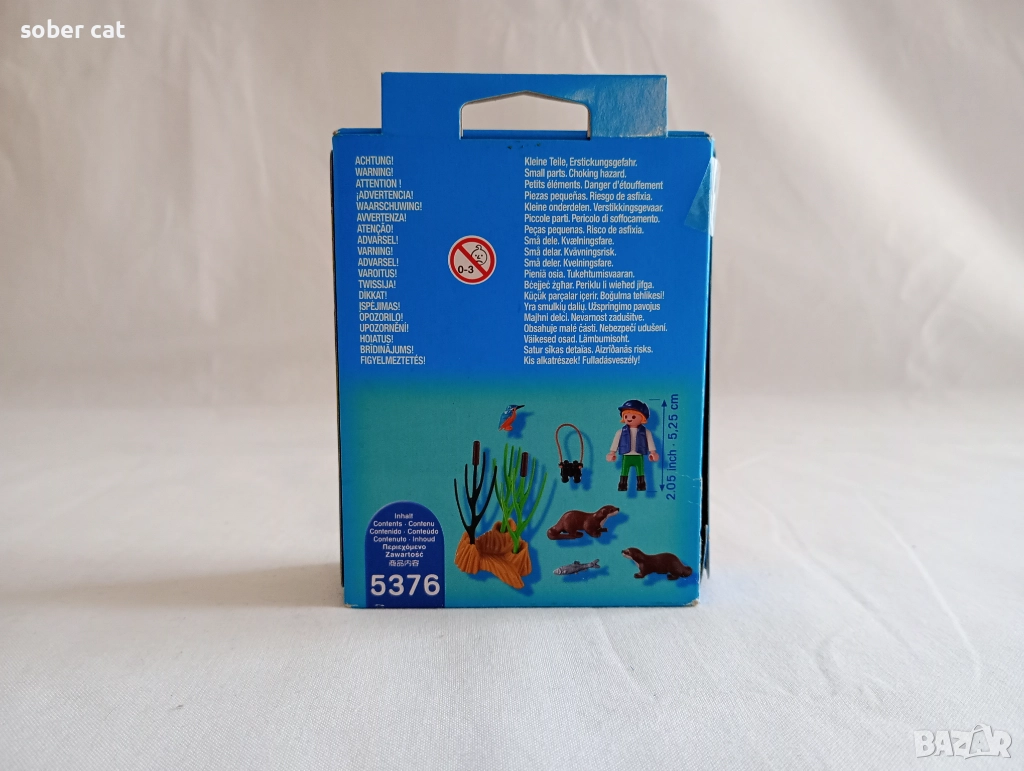 sober cat
ACHTUNG!
WARNING!
ATTENTION !
¡ADVERTENCIA!
WAARSCHUWING!
AVVERTENZA!
ATENÇÃO!
ADVARSEL!
VARNING!
ADVARSEL!
VAROITUS!
TWISSIJA!
DİKKAT!
ĮSPĖJIMAS!
OPOZORILO!
UPOZORNĚNÍ!
HOIATUS!
BRĪDINĀJUMS!
FIGYELMEZTETÉS!
Kleine Teile, Erstickungsgefahr.
Small parts. Choking hazard.
Petits éléments. Danger d'étouffement
Piezas pequeñas. Riesgo de asfixia.
Kleine onderdelen. Verstikkingsgevaar.
Piccole parti. Pericolo di soffocamento.
Peças pequenas. Risco de asfixia.
Små dele. Kvælningsfare.
Små delar. Kvävningsrisk.
Små deler. Kvelningsfare.
Pieniä osia. Tukehtumisvaaran.
Bċejjeċ żgħar. Periklu li wieħed jifga.
Küçük parçalar içerir. Boğulma tehlikesi!
Yra smulkių dalių. Užspringimo pavojus
Majhni delci. Nevarnost zadušitve.
Obsahuje malé části. Nebezpečí udušení.
Väikesed osad. Lämbumisoht.
Satur sīkas detaļas. Aizrīšanās risks.
Kis alkatrészek! Fulladásveszély!
0-3
2.05 inch · 5,25 cm
Inhalt
Contents · Contenu
Contenido · Conteúdo
Contenuto · Inhoud
Περιεχόμενο
Zawartość
商品内容
5376
BAZAR